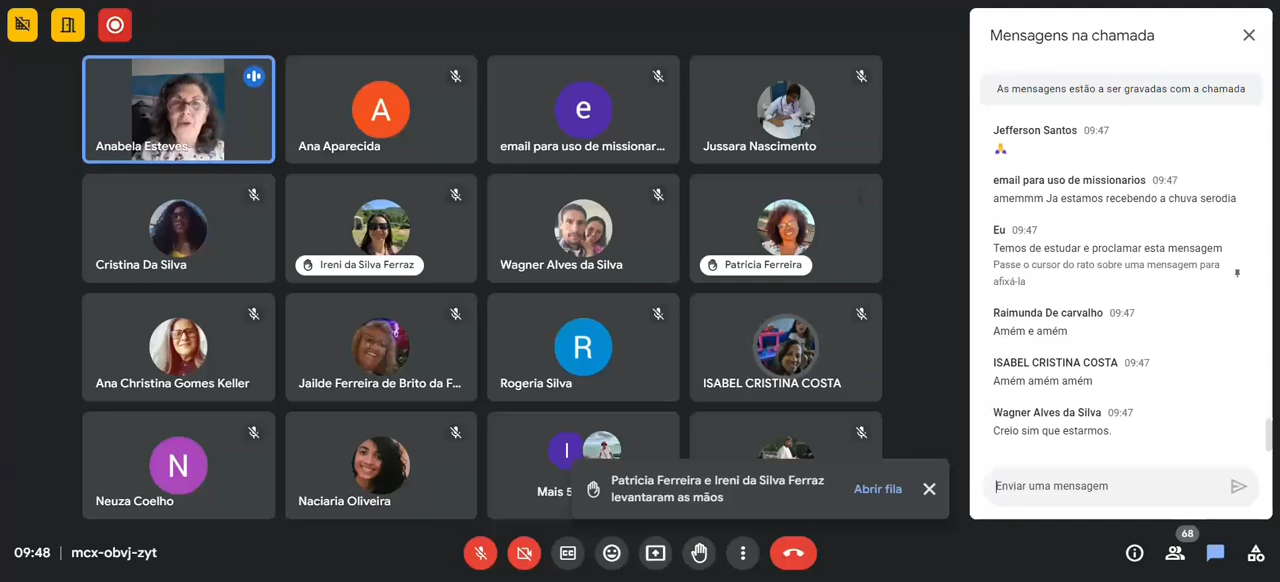 Mensagens na chamada
As mensagens estão a ser gravadas com a chamada
Anabela Esteves
A
Ana Aparecida
e
email para uso de missionar...
Jussara Nascimento
Cristina Da Silva
Ireni da Silva Ferraz
Wagner Alves da Silva
Patricia Ferreira
Ana Christina Gomes Keller
Jailde Ferreira de Brito da F...
R
Rogeria Silva
ISABEL CRISTINA COSTA
N
Neuza Coelho
Naciaria Oliveira
I
Mais 5
Patricia Ferreira e Ireni da Silva Ferraz
levantaram as mãos
Abrir fila
Jefferson Santos 09:47
🙏
email para uso de missionarios 09:47
amemmm Ja estamos recebendo a chuva serodia
Eu 09:47
Temos de estudar e proclamar esta mensagem
Passe o cursor do rato sobre uma mensagem para
afixá-la
Raimunda De carvalho 09:47
Amém e amém
ISABEL CRISTINA COSTA 09:47
Amém amém amém
Wagner Alves da Silva 09:47
Creio sim que estarmos.
Enviar uma mensagem
09:48 | mcx-obvj-zyt
68